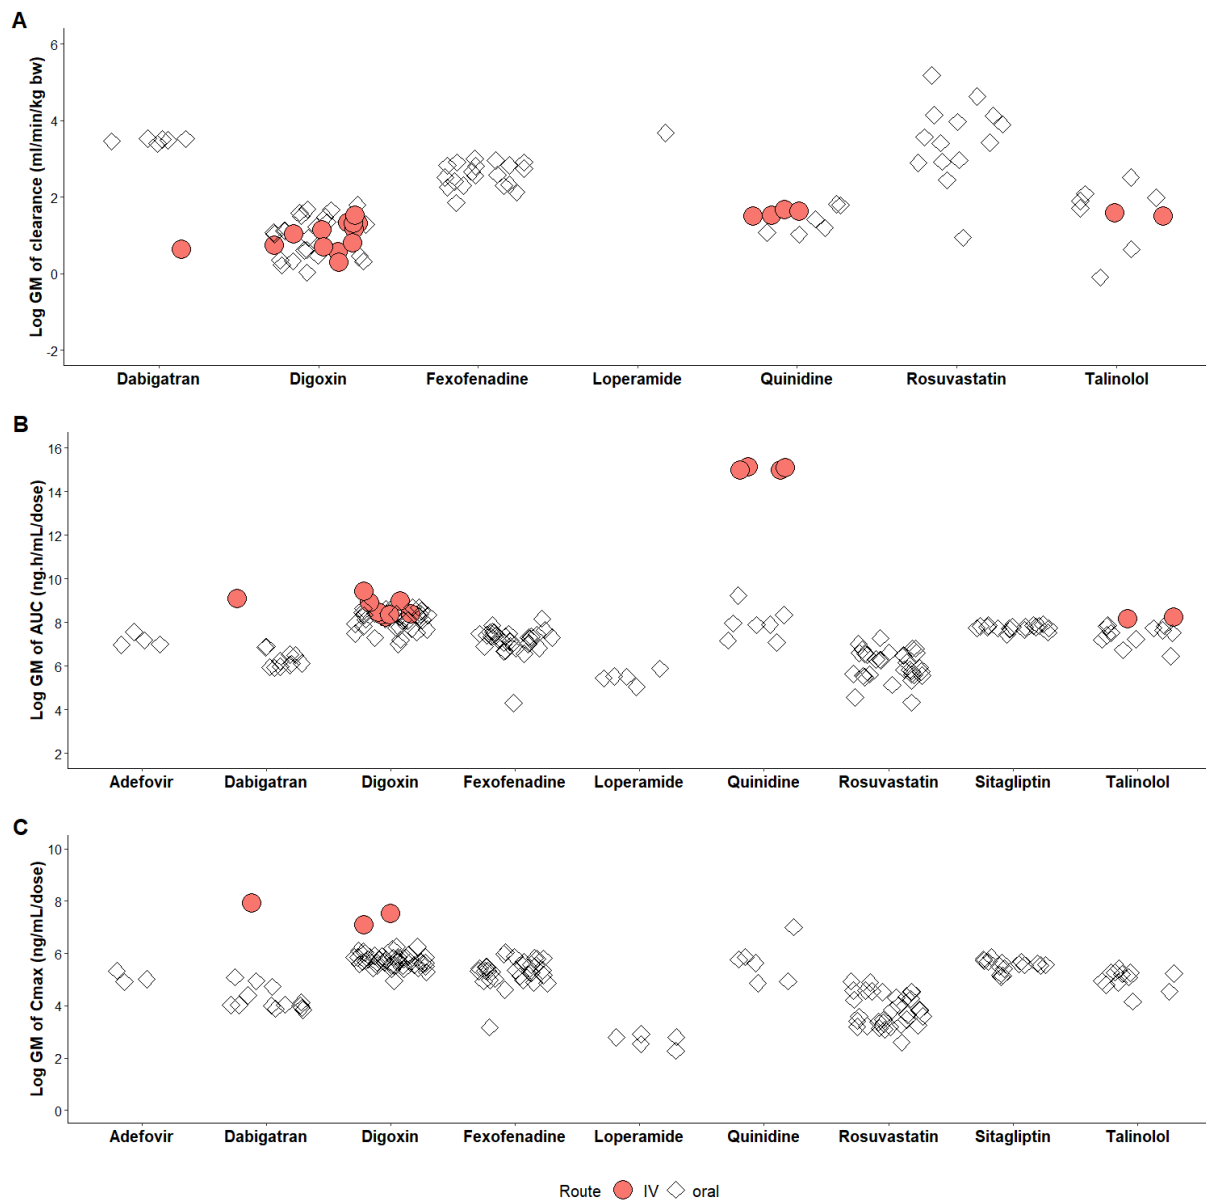 A
Log GM of clearance (ml/min/kg bw)
6
4
2
0
-2
Dabigatran Digoxin Fexofenadine Loperamide Quinidine Rosuvastatin Talinolol
B
Log GM of AUC (ng.h/mL/dose)
16
14
12
10
8
6
4
2
Adefovir Dabigatran Digoxin Fexofenadine Loperamide Quinidine Rosuvastatin Sitagliptin Talinolol
C
Log GM of Cmax (ng/mL/dose)
10
8
6
4
2
0
Adefovir Dabigatran Digoxin Fexofenadine Loperamide Quinidine Rosuvastatin Sitagliptin Talinolol
Route IV oral